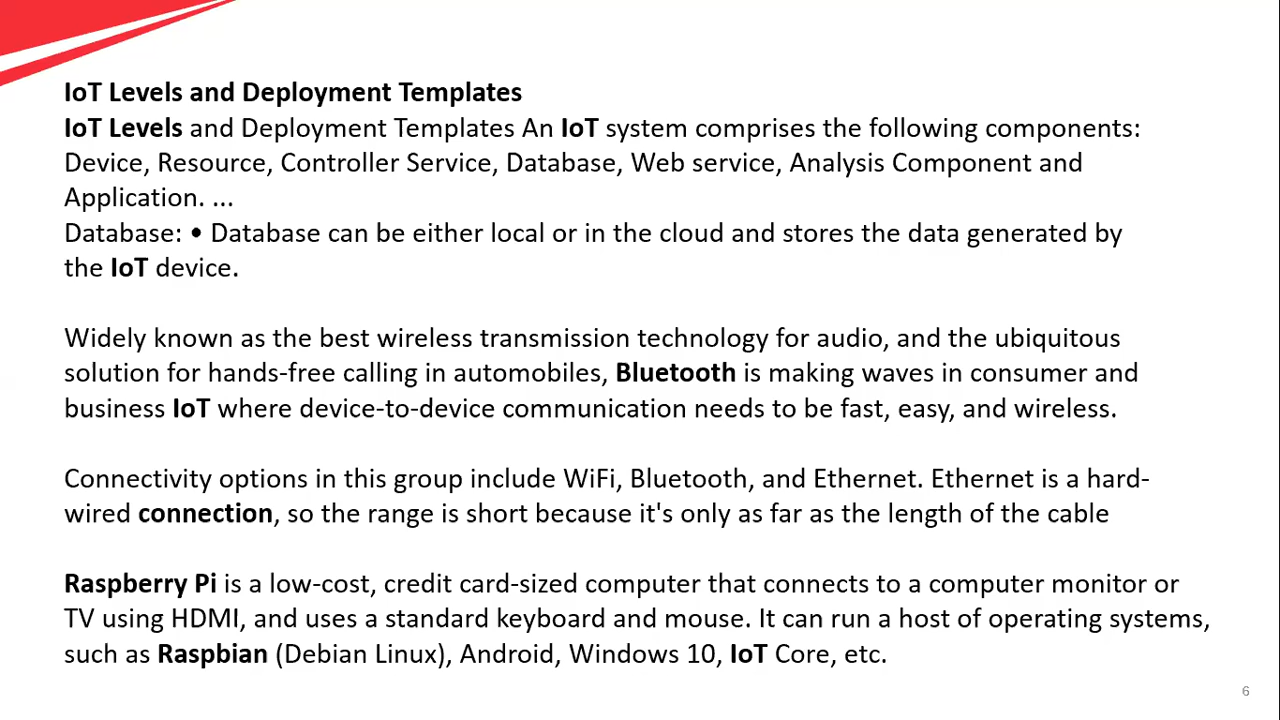 IoT Levels and Deployment Templates
IoT Levels and Deployment Templates An IoT system comprises the following components:
Device, Resource, Controller Service, Database, Web service, Analysis Component and
Application. ...
Database: • Database can be either local or in the cloud and stores the data generated by
the IoT device.
Widely known as the best wireless transmission technology for audio, and the ubiquitous
solution for hands-free calling in automobiles, Bluetooth is making waves in consumer and
business IoT where device-to-device communication needs to be fast, easy, and wireless.
Connectivity options in this group include WiFi, Bluetooth, and Ethernet. Ethernet is a hard-
wired connection, so the range is short because it's only as far as the length of the cable
Raspberry Pi is a low-cost, credit card-sized computer that connects to a computer monitor or
TV using HDMI, and uses a standard keyboard and mouse. It can run a host of operating systems,
such as Raspbian (Debian Linux), Android, Windows 10, IoT Core, etc.
6